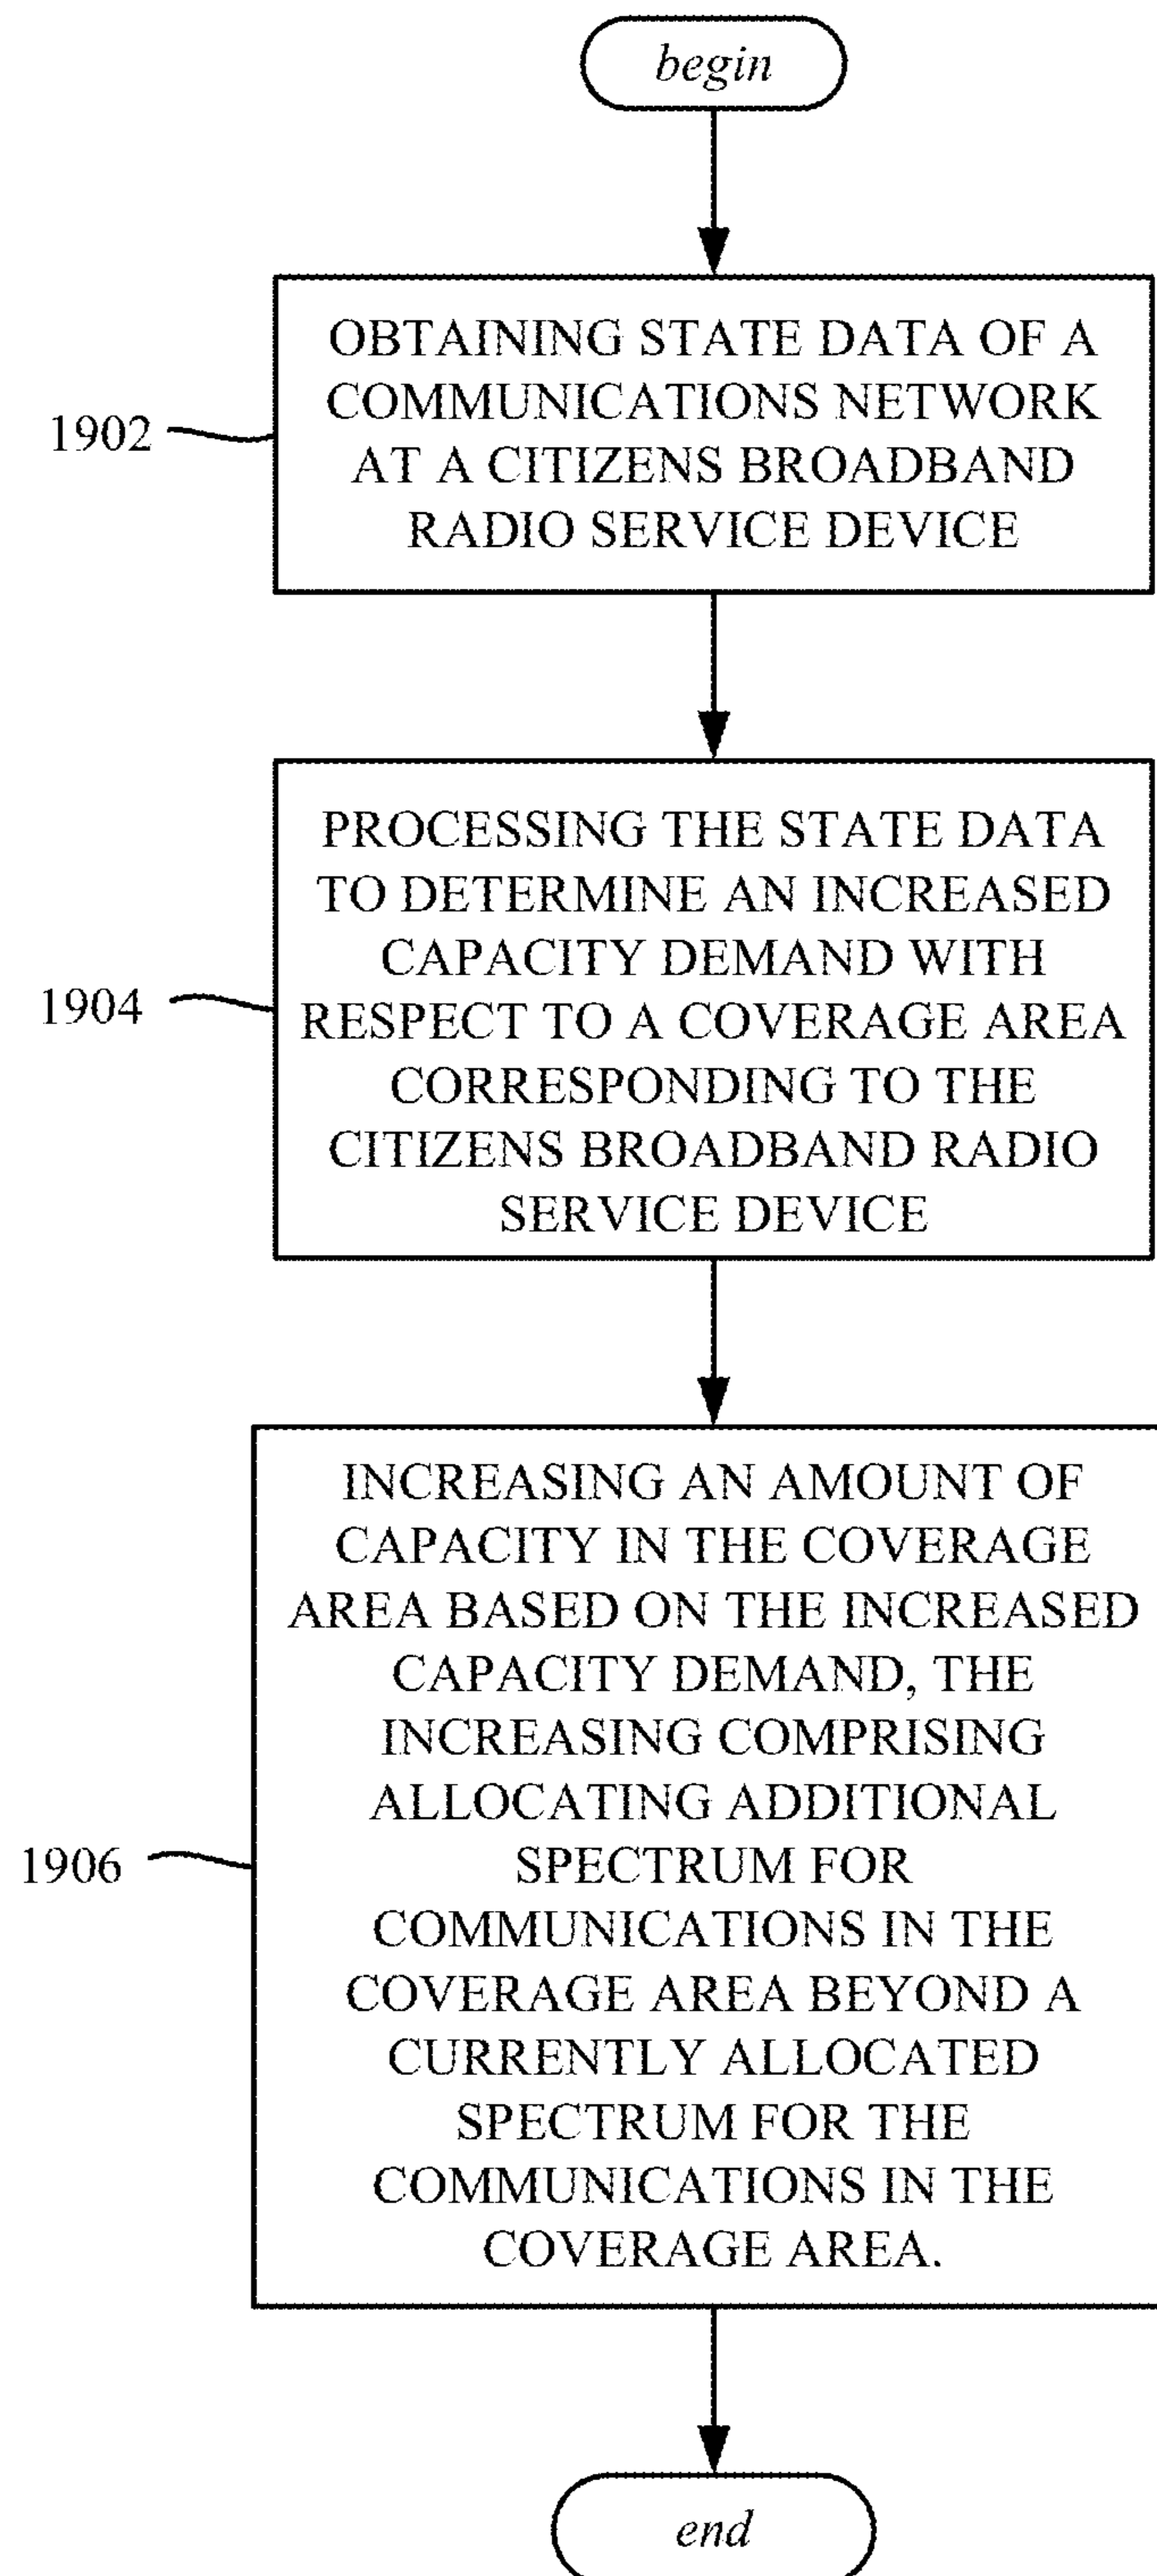 begin
OBTAINING STATE DATA OF A
COMMUNICATIONS NETWORK
AT A CITIZENS BROADBAND
RADIO SERVICE DEVICE
1902
PROCESSING THE STATE DATA
TO DETERMINE AN INCREASED
CAPACITY DEMAND WITH
RESPECT TO A COVERAGE AREA
CORRESPONDING TO THE
CITIZENS BROADBAND RADIO
SERVICE DEVICE
1904
INCREASING AN AMOUNT OF
CAPACITY IN THE COVERAGE
AREA BASED ON THE INCREASED
CAPACITY DEMAND, THE
INCREASING COMPRISING
ALLOCATING ADDITIONAL
SPECTRUM FOR
COMMUNICATIONS IN THE
COVERAGE AREA BEYOND A
CURRENTLY ALLOCATED
SPECTRUM FOR THE
COMMUNICATIONS IN THE
COVERAGE AREA.
1906
end